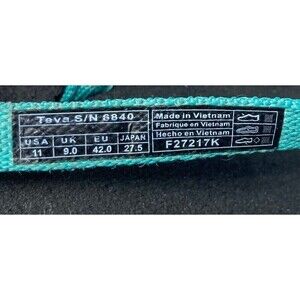 Teva S/N 6840
USA UK EU JAPAN
11 9.0 42.0 27.5
Made in Vietnam
Fabrique en Vietnam
Hecho en Vietnam
F27217K